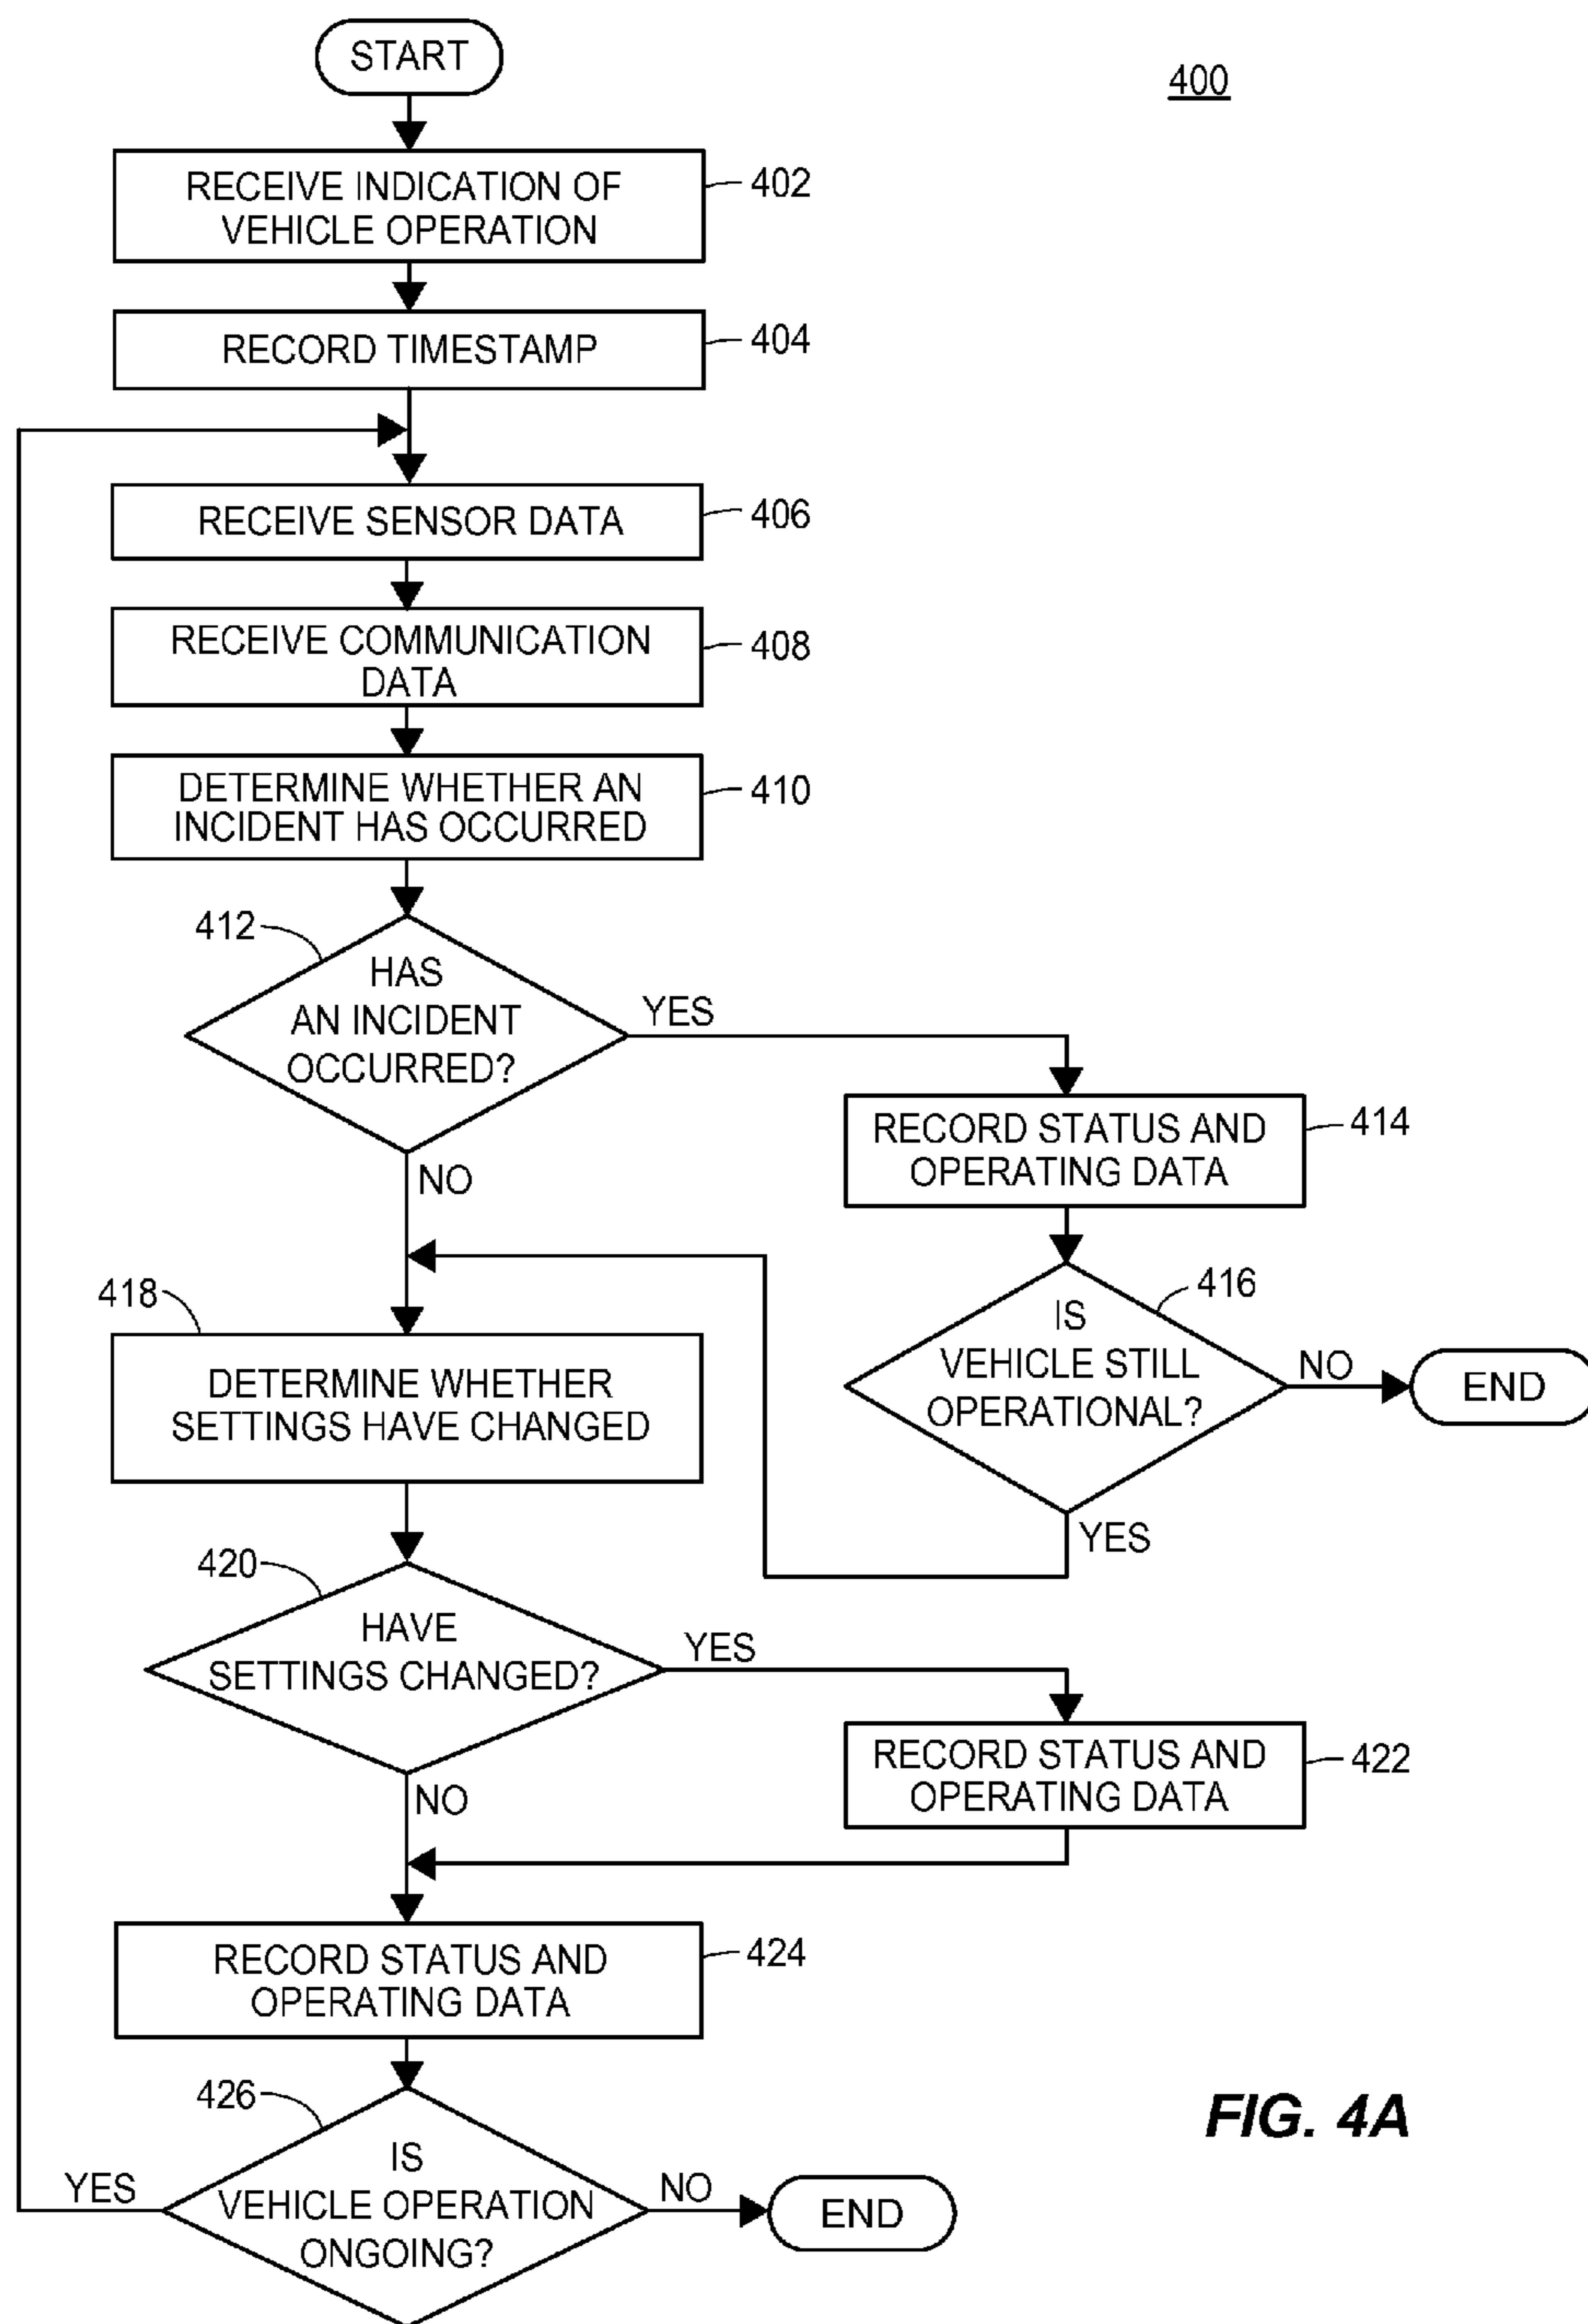 START
400
RECEIVE INDICATION OF
VEHICLE OPERATION
402
RECORD TIMESTAMP
404
RECEIVE SENSOR DATA
406
RECEIVE COMMUNICATION
DATA
408
DETERMINE WHETHER AN
INCIDENT HAS OCCURRED
410
412
HAS
AN INCIDENT
OCCURRED?
YES
NO
RECORD STATUS AND
OPERATING DATA
414
416
IS
VEHICLE STILL
OPERATIONAL?
NO
END
YES
418
DETERMINE WHETHER
SETTINGS HAVE CHANGED
420
HAVE
SETTINGS CHANGED?
YES
NO
RECORD STATUS AND
OPERATING DATA
422
RECORD STATUS AND
OPERATING DATA
424
426
IS
VEHICLE OPERATION
ONGOING?
YES
NO
END
FIG. 4A